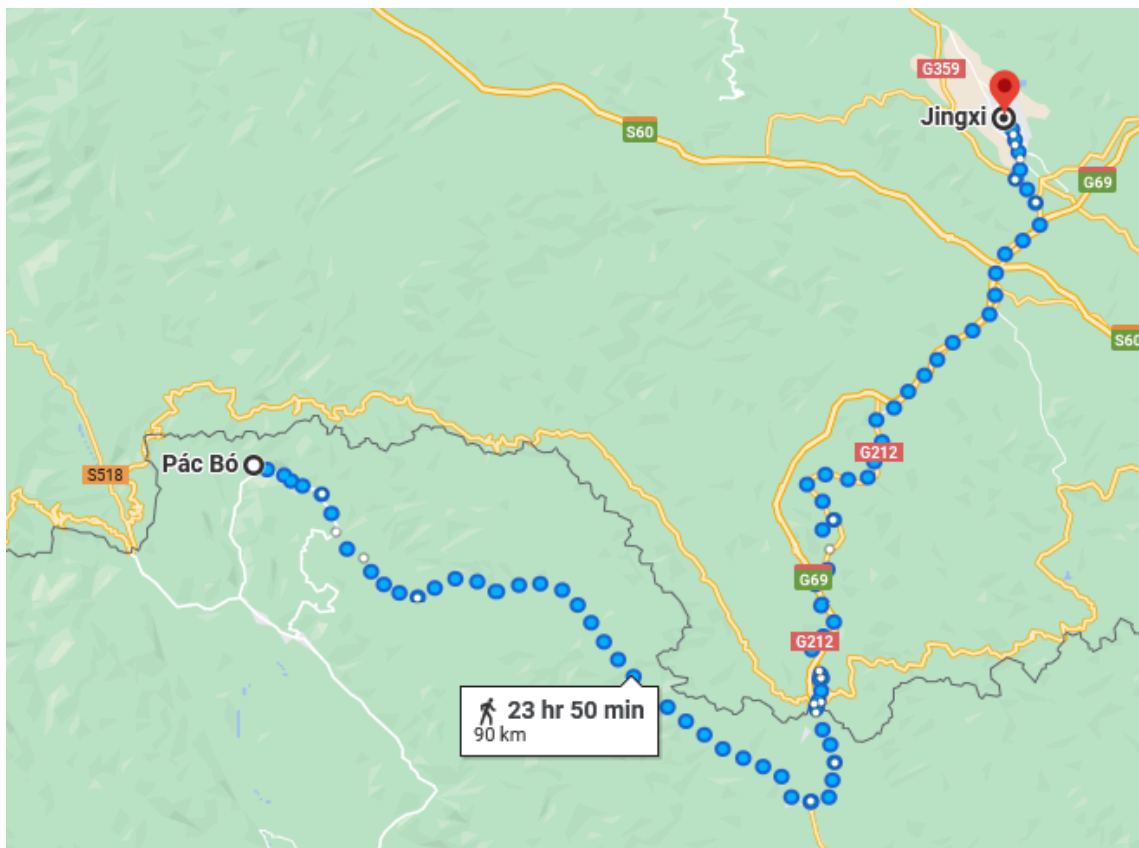 G359
Jingxi
S60
G69
S60
G212
Pác Bó
S518
G69
G212
23 hr 50 min
90 km